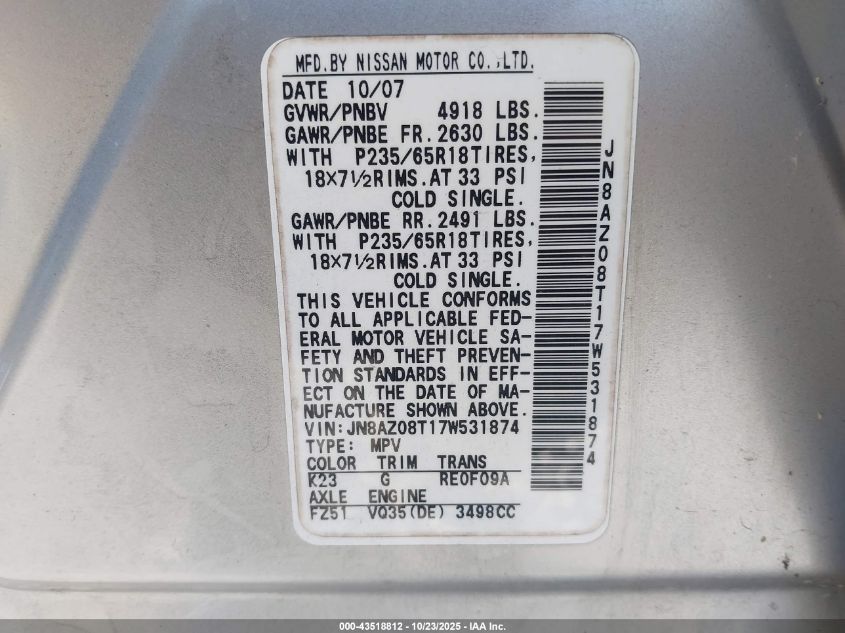 MFD.BY NISSAN MOTOR CO.,LTD.
DATE 10/07
GVWR/PNBV 4918 LBS.
GAWR/PNBE FR.2630 LBS.
WITH P235/65R18TIRES,
18×7½RIMS.AT 33 PSI
COLD SINGLE.
GAWR/PNBE RR.2491 LBS.
WITH P235/65R18TIRES,
18×7½RIMS.AT 33 PSI
COLD SINGLE.
THIS VEHICLE CONFORMS
TO ALL APPLICABLE FED-
ERAL MOTOR VEHICLE SA-
FETY AND THEFT PREVEN-
TION STANDARDS IN EFF-
ECT ON THE DATE OF MA-
NUFACTURE SHOWN ABOVE.
VIN:JN8AZ08T17W531874
TYPE: MPV
COLOR TRIM TRANS
K23 G RE0F09A
AXLE ENGINE
FZ51 VQ35(DE) 3498CC
JN8AZ08T17W531874
000-43518812 - 10/23/2025 - IAA Inc.